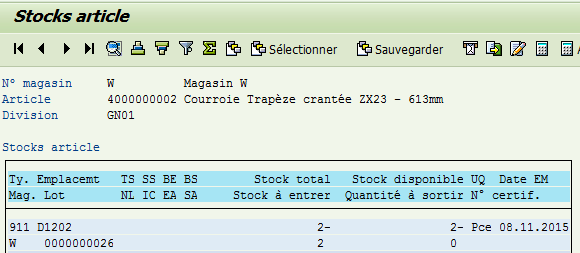 Stocks article
Sélectionner Sauvegarder
N° magasin W Magasin W
Article 4000000002 Courroie Trapèze crantée ZX23 - 613mm
Division GN01
Stocks article
Ty. Emplacemt TS SS BE BS Stock total Stock disponible UQ Date EM
Mag. Lot NL IC EA SA Stock à entrer Quantité à sortir N° certif.
911 D1202 2- 2- Pce 08.11.2015
W 0000000026 2 0